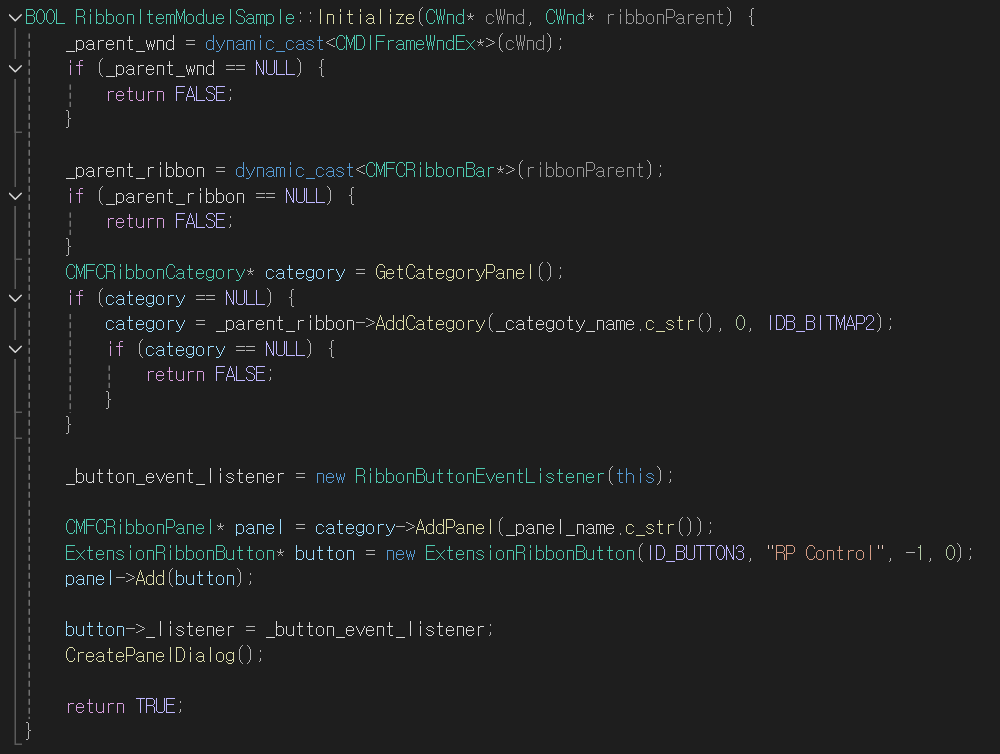 BOOL RibbonItemModuelSample::Initialize(CWnd* cWnd, CWnd* ribbonParent) {
    _parent_wnd = dynamic_cast<CMDIFrameWndEx*>(cWnd);
    if (_parent_wnd == NULL) {
        return FALSE;
    }

    _parent_ribbon = dynamic_cast<CMFCRibbonBar*>(ribbonParent);
    if (_parent_ribbon == NULL) {
        return FALSE;
    }
    CMFCRibbonCategory* category = GetCategoryPanel();
    if (category == NULL) {
        category = _parent_ribbon->AddCategory(_categoty_name.c_str(), 0, IDB_BITMAP2);
        if (category == NULL) {
            return FALSE;
        }
    }

    _button_event_listener = new RibbonButtonEventListener(this);

    CMFCRibbonPanel* panel = category->AddPanel(_panel_name.c_str());
    ExtensionRibbonButton* button = new ExtensionRibbonButton(ID_BUTTON3, "RP Control", -1, 0);
    panel->Add(button);

    button->_listener = _button_event_listener;
    CreatePanelDialog();

    return TRUE;
}